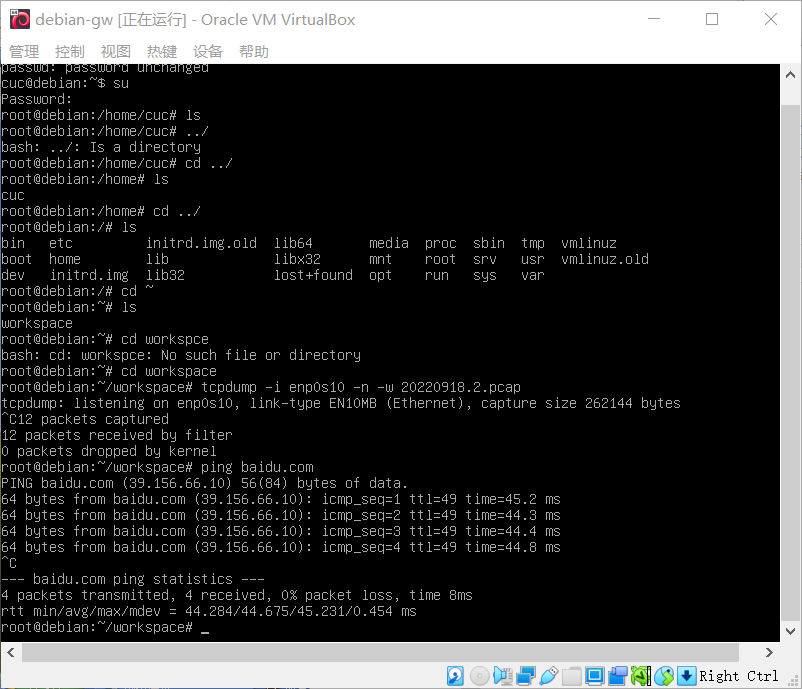 debian-gw [正在运行] - Oracle VM VirtualBox
管理 控制 视图 热键 设备 帮助
passwd: password unchanged
cuc@debian:~$ su
Password:
root@debian:/home/cuc# ls
root@debian:/home/cuc# ../
bash: ../: Is a directory
root@debian:/home/cuc# cd ../
root@debian:/home# ls
cuc
root@debian:/home# cd ../
root@debian:/# ls
bin etc initrd.img.old lib64 media proc sbin tmp vmlinuz
boot home lib libx32 mnt root srv usr vmlinuz.old
dev initrd.img lib32 lost+found opt run sys var
root@debian:/# cd ~
root@debian:~# ls
workspace
root@debian:~# cd workspce
bash: cd: workspce: No such file or directory
root@debian:~# cd workspace
root@debian:~/workspace# tcpdump -i enp0s10 -n -w 20220918.2.pcap
tcpdump: listening on enp0s10, link-type EN10MB (Ethernet), capture size 262144 bytes
^C12 packets captured
12 packets received by filter
0 packets dropped by kernel
root@debian:~/workspace# ping baidu.com
PING baidu.com (39.156.66.10) 56(84) bytes of data.
64 bytes from baidu.com (39.156.66.10): icmp_seq=1 ttl=49 time=45.2 ms
64 bytes from baidu.com (39.156.66.10): icmp_seq=2 ttl=49 time=44.3 ms
64 bytes from baidu.com (39.156.66.10): icmp_seq=3 ttl=49 time=44.4 ms
64 bytes from baidu.com (39.156.66.10): icmp_seq=4 ttl=49 time=44.8 ms
^C
--- baidu.com ping statistics ---
4 packets transmitted, 4 received, 0% packet loss, time 8ms
rtt min/avg/max/mdev = 44.284/44.675/45.231/0.454 ms
root@debian:~/workspace# _
Right Ctrl